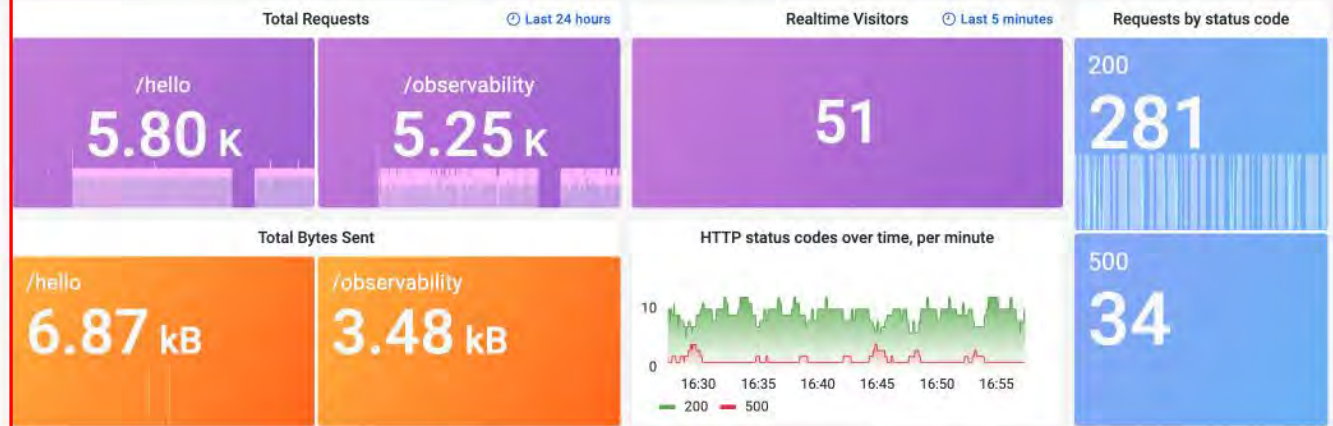 Total Requests
Last 24 hours
/hello
5.80 K
/observability
5.25 K
Realtime Visitors
Last 5 minutes
51
Requests by status code
200
281
500
34
Total Bytes Sent
/hello
6.87 kB
/observability
3.48 kB
HTTP status codes over time, per minute
10
0
16:30 16:35 16:40 16:45 16:50 16:55
200 500